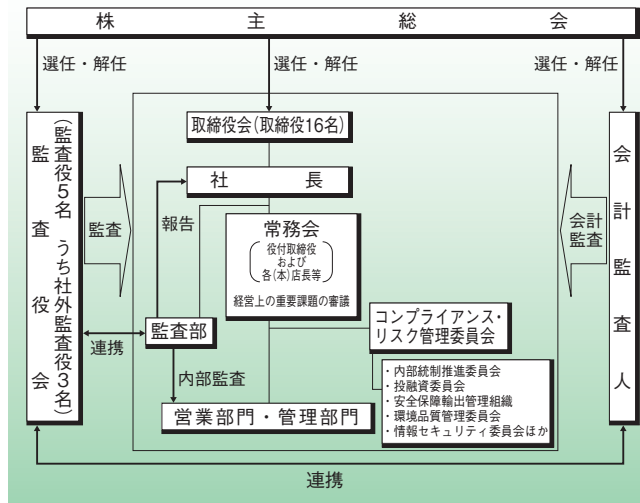 株主総会
選任・解任
選任・解任
選任・解任
取締役会（取締役16名）
社長
監査役会
（監査役5名 うち社外監査役3名）
監査
報告
常務会
役付取締役
および
各（本）店長等
経営上の重要課題の審議
会計
監査
会計監査人
監査部
連携
コンプライアンス・
リスク管理委員会
内部監査
・内部統制推進委員会
・投融資委員会
・安全保障輸出管理組織
・環境品質管理委員会
・情報セキュリティ委員会ほか
営業部門・管理部門
連携